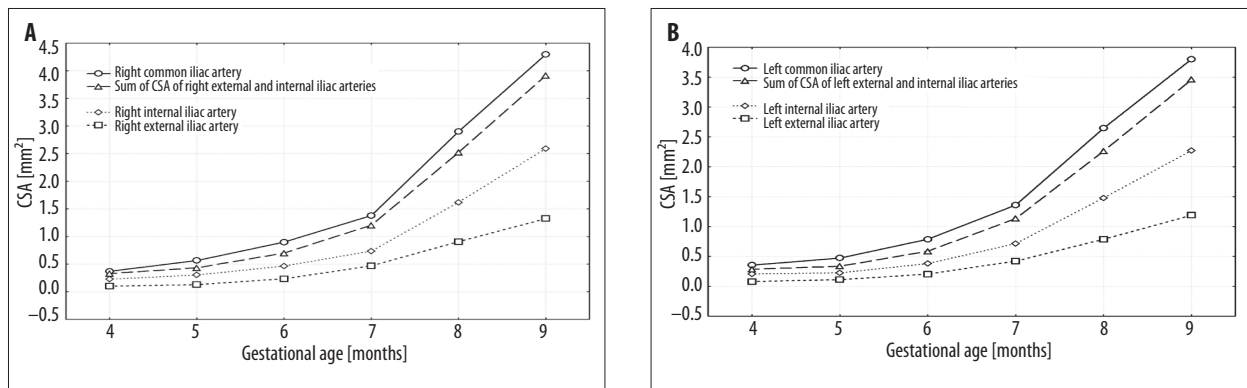 A
4.5
4.0
3.5
3.0
2.5
2.0
1.5
1.0
0.5
0.0
–0.5
CSA [mm²]
Right common iliac artery
Sum of CSA of right external and internal iliac arteries
Right internal iliac artery
Right external iliac artery
4 5 6 7 8 9
Gestational age [months]
B
4.0
3.5
3.0
2.5
2.0
1.5
1.0
0.5
0.0
–0.5
CSA [mm²]
Left common iliac artery
Sum of CSA of left external and internal iliac arteries
Left internal iliac artery
Left external iliac artery
4 5 6 7 8 9
Gestational age [months]